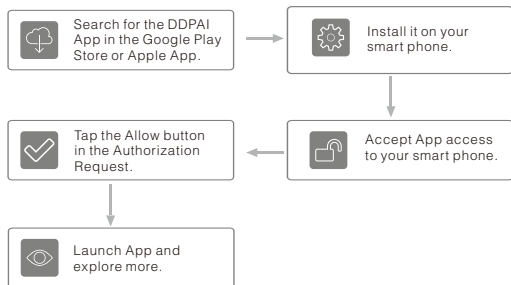 Search for the DDPAI
App in the Google Play
Store or Apple App.
Install it on your
smart phone.
Accept App access
to your smart phone.
Tap the Allow button
in the Authorization
Request.
Launch App and
explore more.